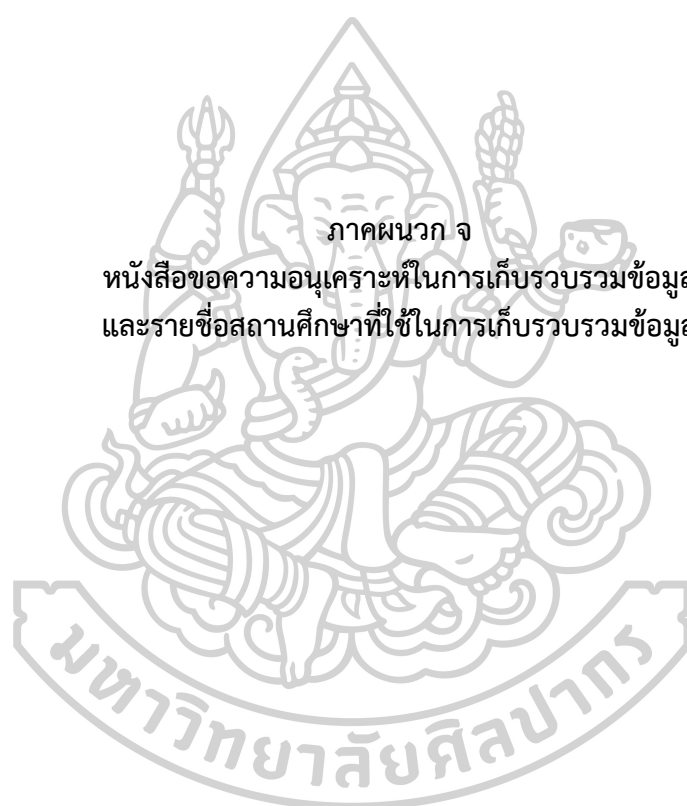 ภาคผนวก จ
หนังสือขอความอนุเคราะห์ในการเก็บรวบรวมข้อมูล
และรายชื่อสถานศึกษาที่ใช้ในการเก็บรวบรวมข้อมูล
มหาวิทยาลัยศิลปากร